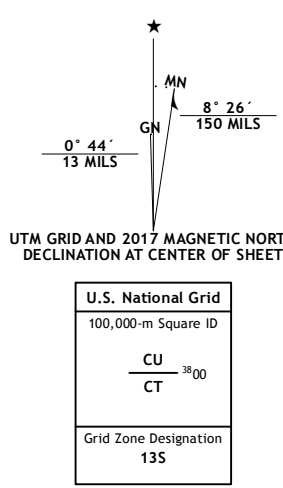 ★
MN
GN
8° 26´
150 MILS
0° 44´
13 MILS
UTM GRID AND 2017 MAGNETIC NORT
DECLINATION AT CENTER OF SHEET
U.S. National Grid
100,000-m Square ID
CU
3800
CT
Grid Zone Designation
13S